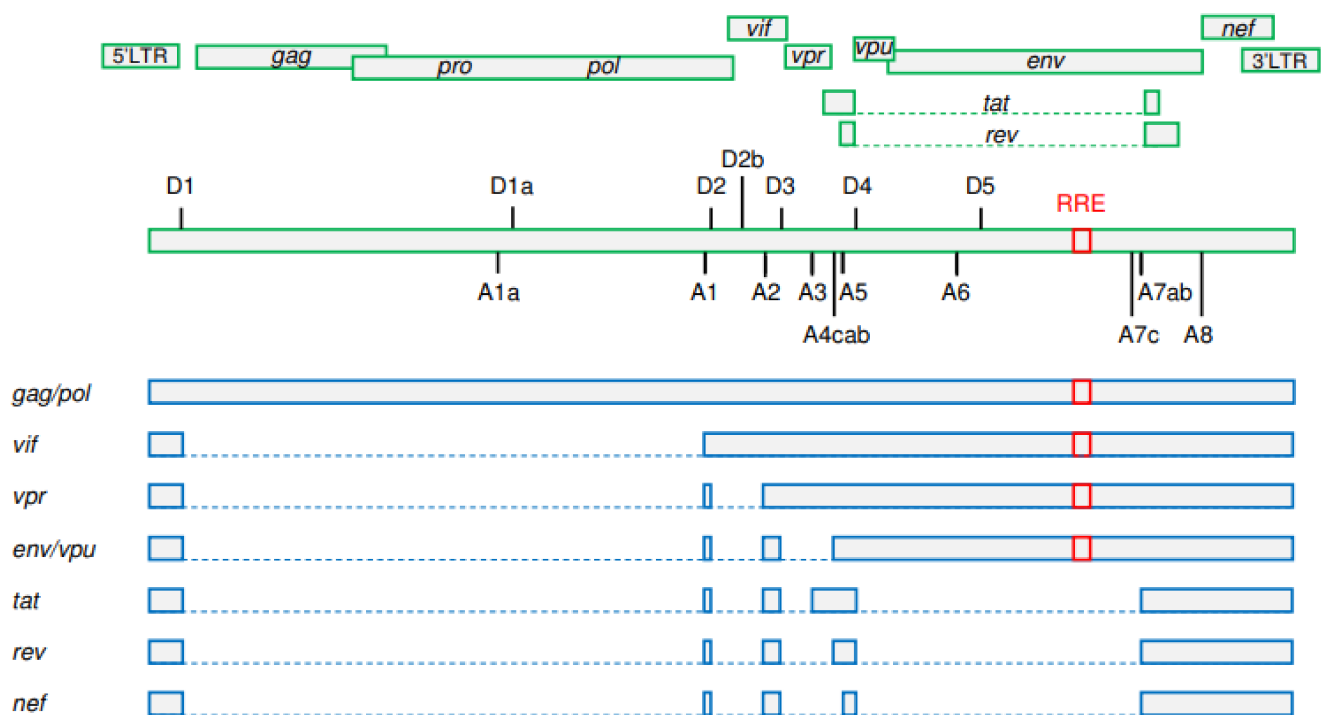 vif nef
5'LTR gag pro pol vpr vpu env 3'LTR
tat
rev
D2b
D1 D1a D2 D3 D4 D5 RRE
A1a A1 A2 A3 A5 A6 A7ab
A4cab A7c A8
gag/pol
vif
vpr
env/vpu
tat
rev
nef